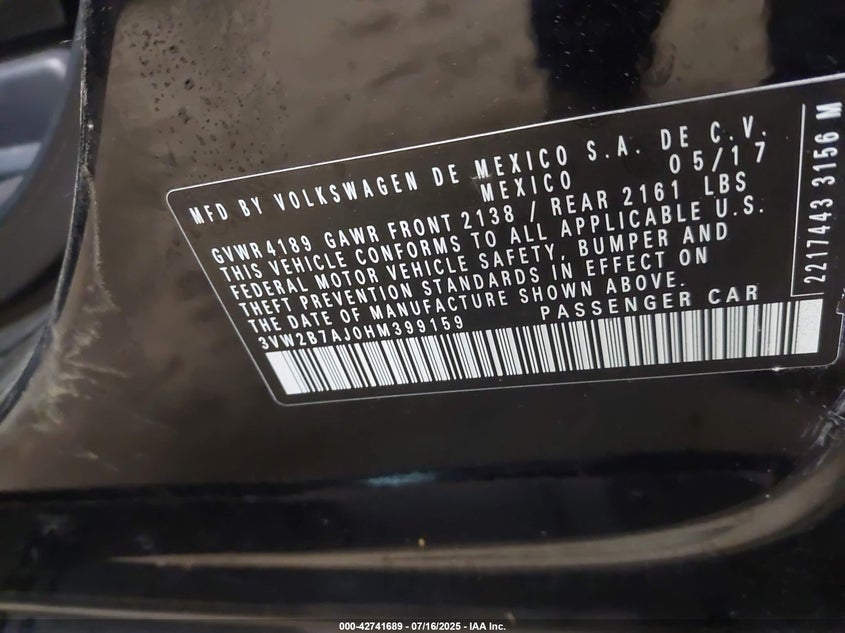 MFD BY VOLKSWAGEN DE MEXICO S.A. DE C.V.
MEXICO 05/17
GVWR4189 GAWR FRONT 2138 / REAR 2161 LBS
THIS VEHICLE CONFORMS TO ALL APPLICABLE U.S.
FEDERAL MOTOR VEHICLE SAFETY, BUMPER AND
THEFT PREVENTION STANDARDS IN EFFECT ON
THE DATE OF MANUFACTURE SHOWN ABOVE.
3VW2B7AJ0HM399159 PASSENGER CAR
2217443 3156 M
000-42741689 - 07/16/2025 - IAA Inc.